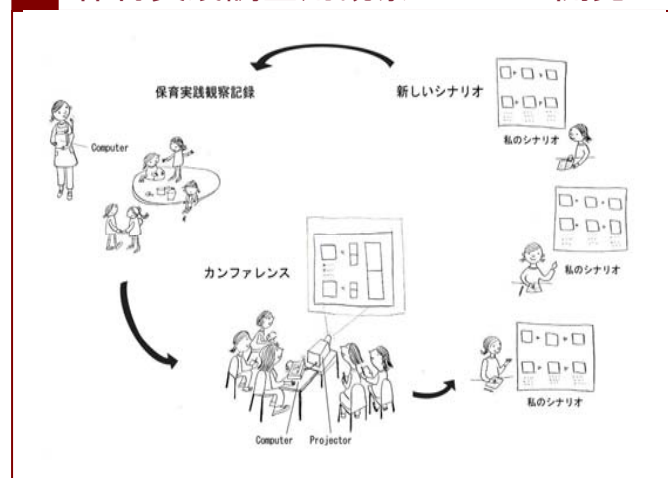 保育実践観察記録
新しいシナリオ
私のシナリオ
Computer
私のシナリオ
カンファレンス
私のシナリオ
Computer
Projector